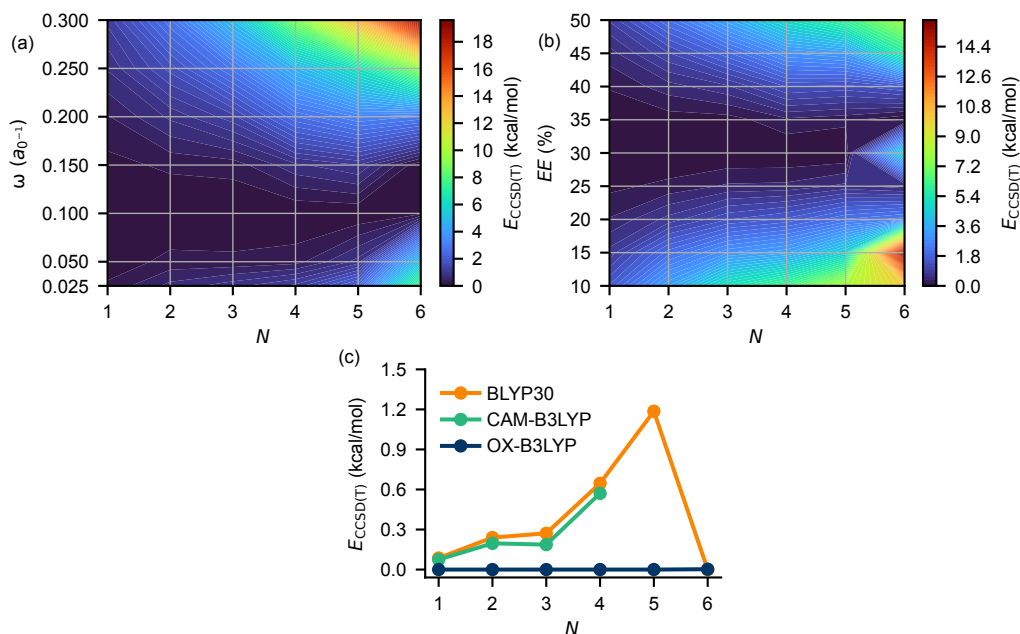 (a)
0.300
0.250
0.200
0.150
0.100
0.050
0.025
ω (a₀⁻¹)
1 2 3 4 5 6
N
18
16
14
12
10
8
6
4
2
0
E_CCSD(T) (kcal/mol)
(b)
50
45
40
35
30
25
20
15
10
EE (%)
1 2 3 4 5 6
N
14.4
12.6
10.8
9.0
7.2
5.4
3.6
1.8
0.0
E_CCSD(T) (kcal/mol)
(c)
1.5
1.2
0.9
0.6
0.3
0.0
E_CCSD(T) (kcal/mol)
BLYP30
CAM-B3LYP
OX-B3LYP
1 2 3 4 5 6
N